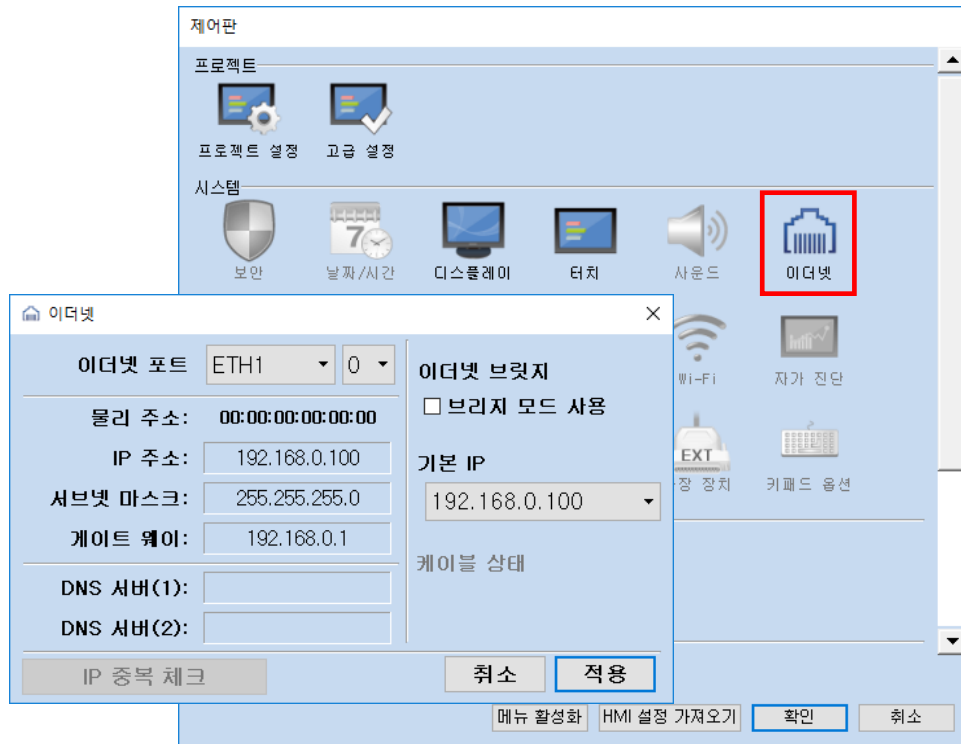 제어판
프로젝트
프로젝트 설정 고급 설정
시스템
7
보안 날짜/시간 디스플레이 터치 사운드 이더넷
Wi-Fi 자가 진단
EXT
장 장치 키패드 옵션
이더넷
이더넷 포트 ETH1 0
물리 주소: 00:00:00:00:00:00
IP 주소: 192.168.0.100
서브넷 마스크: 255.255.255.0
게이트 웨이: 192.168.0.1
DNS 서버(1):
DNS 서버(2):
이더넷 브릿지
브리지 모드 사용
기본 IP
192.168.0.100
케이블 상태
IP 중복 체크 취소 적용
메뉴 활성화 HMI 설정 가져오기 확인 취소